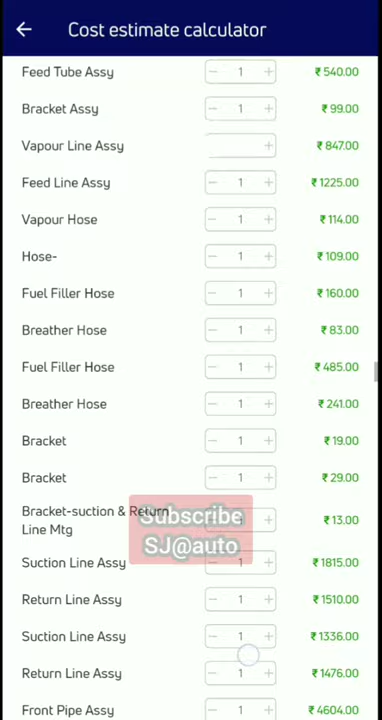 Cost estimate calculator
Feed Tube Assy 1 ₹ 540.00
Bracket Assy 1 ₹ 99.00
Vapour Line Assy ₹ 847.00
Feed Line Assy 1 ₹ 1225.00
Vapour Hose 1 ₹ 114.00
Hose- 1 ₹ 109.00
Fuel Filler Hose 1 ₹ 160.00
Breather Hose 1 ₹ 83.00
Fuel Filler Hose 1 ₹ 485.00
Breather Hose 1 ₹ 241.00
Bracket 1 ₹ 19.00
Bracket 1 ₹ 29.00
Bracket-suction & Return
Line Mtg ₹ 13.00
Subscribe
SJ@auto
Suction Line Assy 1 ₹ 1815.00
Return Line Assy 1 ₹ 1510.00
Suction Line Assy 1 ₹ 1336.00
Return Line Assy 1 ₹ 1476.00
Front Pipe Assy 1 ₹ 4604.00